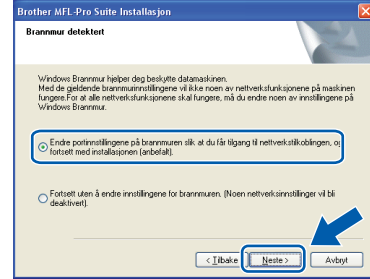 Brother MFL-Pro Suite Installasjon
Brannmur detektert
Windows Brannmur hjelper deg beskytte datamaskinen.
Med de gjeldende brannmurinnstillingene vil ikke noen av nettverksfunksjonene på maskinen
fungere.For at alle nettverksfunksjonene skal fungere, må du endre noen av innstillingene på
Windows Brannmur.
Endre portinnstillingene på brannmuren slik at du får tilgang til nettverkstilkoblingen, og
fortsett med installasjonen (anbefalt).
Fortsett uten å endre innstillingene for brannmuren. (Noen nettverksinnstillinger vil bli
deaktivert).
< Tilbake
Neste >
Avbryt